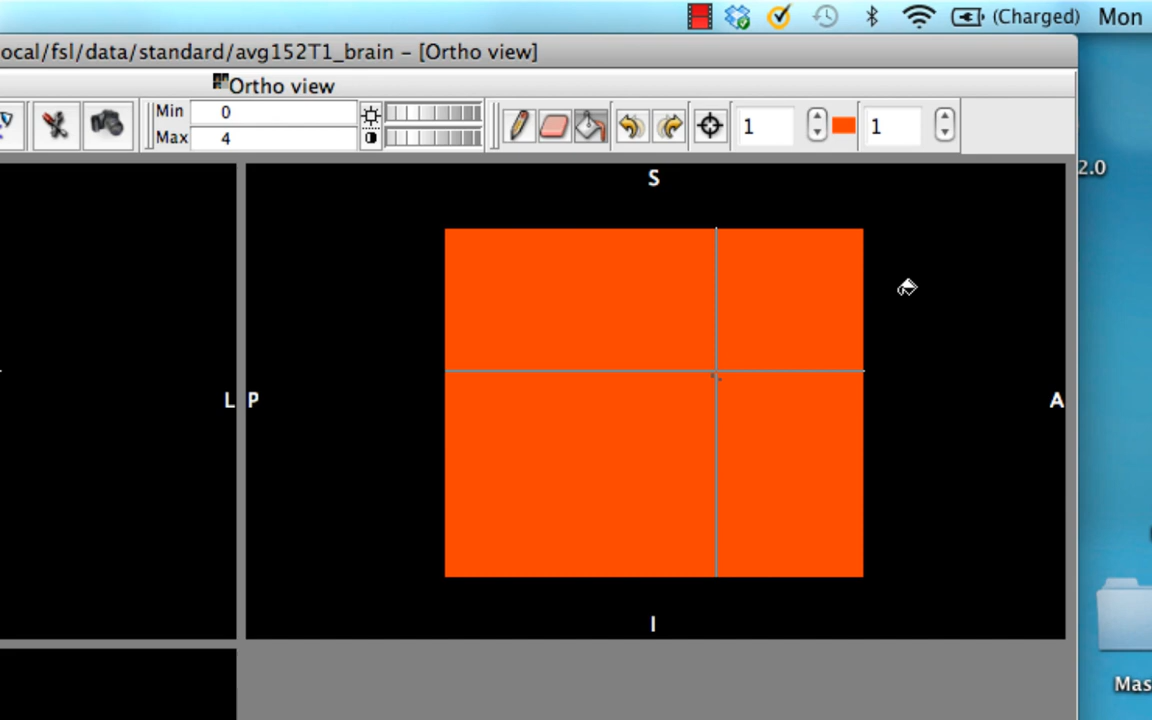 (Charged) Mon
ocal/fsl/data/standard/avg152T1_brain – [Ortho view]
Ortho view
Min 0
Max 4
1
1
2.0
S
L
P
A
I
Mas